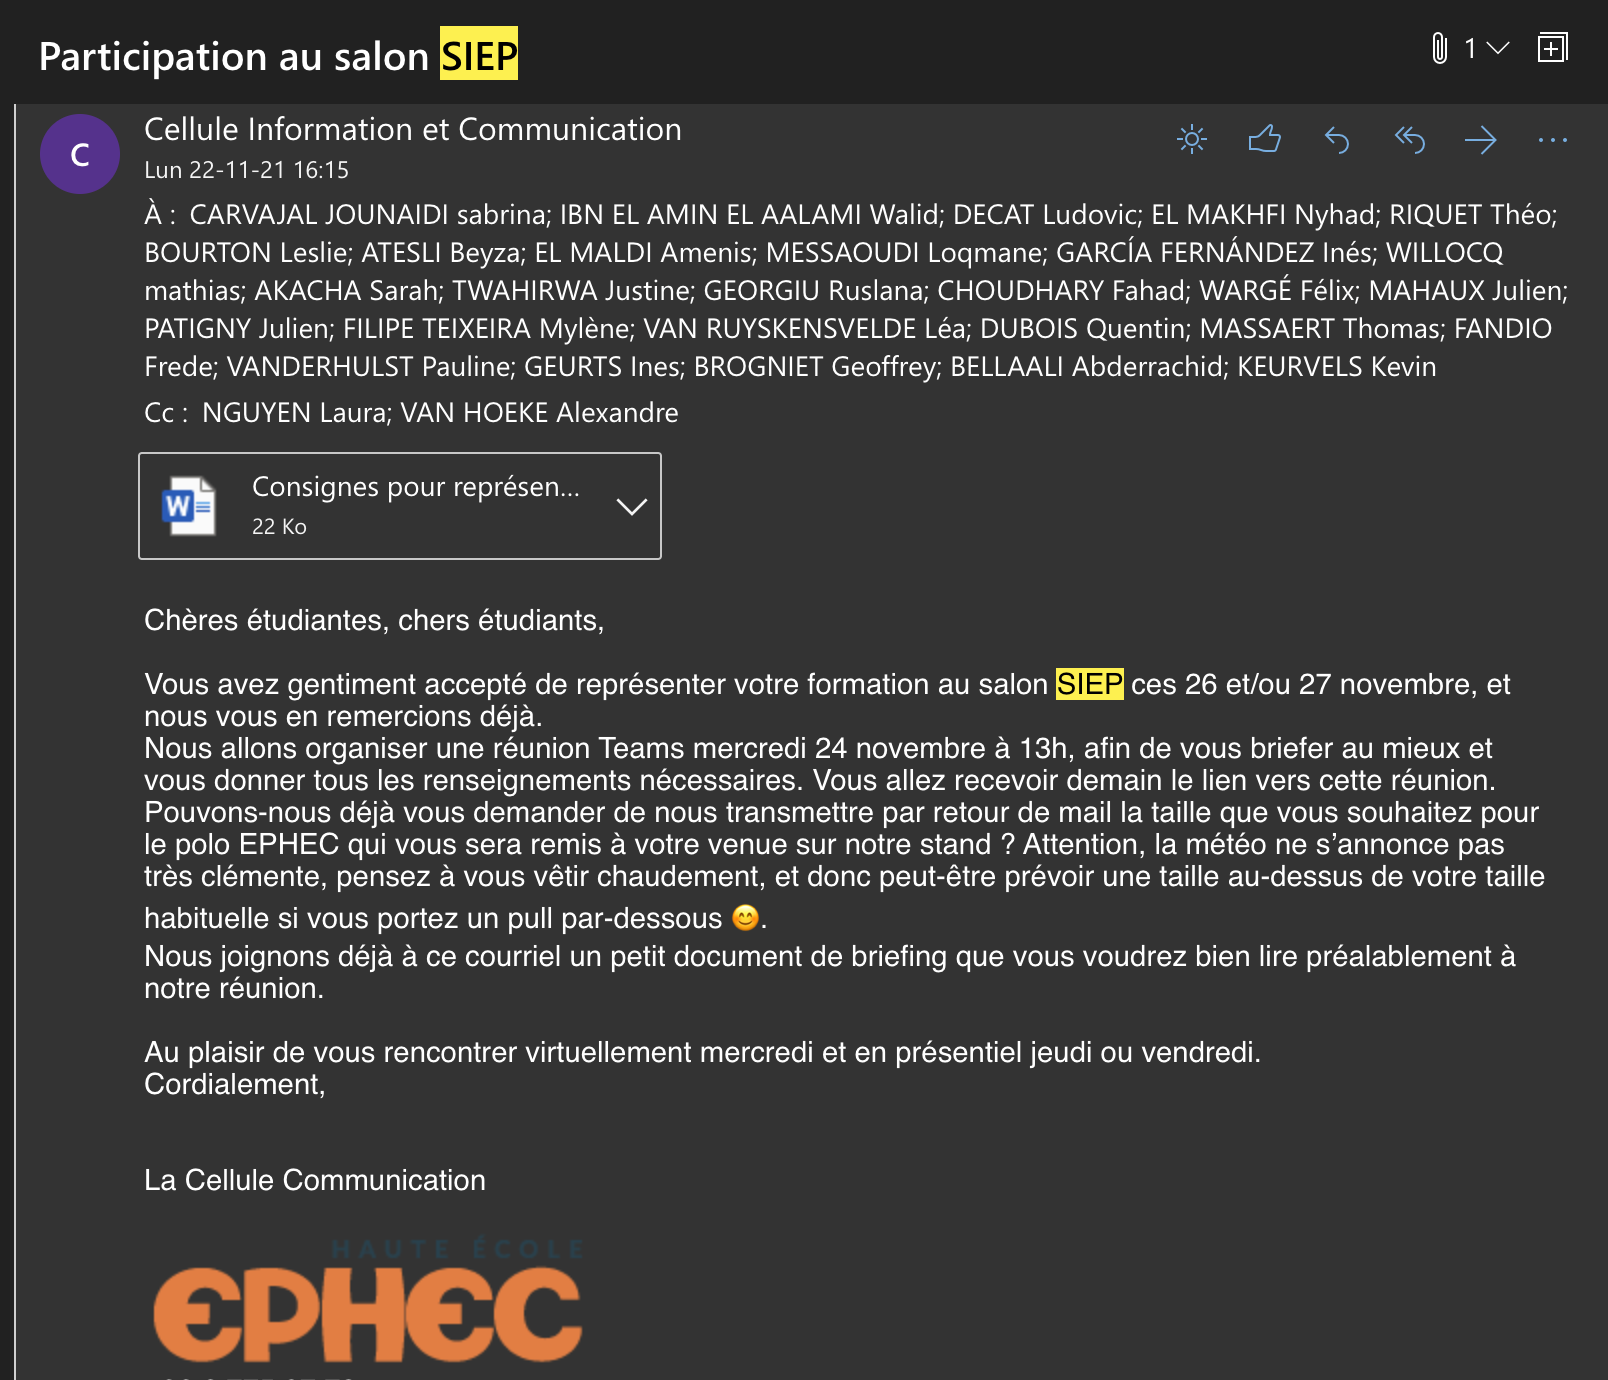 Participation au salon SIEP
1
C
Cellule Information et Communication
Lun 22-11-21 16:15
À : CARVAJAL JOUNAIDI sabrina; IBN EL AMIN EL AALAMI Walid; DECAT Ludovic; EL MAKHFI Nyhad; RIQUET Théo;
BOURTON Leslie; ATESLI Beyza; EL MALDI Amenis; MESSAOUDI Loqmane; GARCÍA FERNÁNDEZ Inés; WILLOCQ
mathias; AKACHA Sarah; TWAHIRWA Justine; GEORGIU Ruslana; CHOUDHARY Fahad; WARGÉ Félix; MAHAUX Julien;
PATIGNY Julien; FILIPE TEIXEIRA Mylène; VAN RUYSKENSVELDE Léa; DUBOIS Quentin; MASSAERT Thomas; FANDIO
Frede; VANDERHULST Pauline; GEURTS Ines; BROGNIET Geoffrey; BELLAALI Abderrachid; KEURVELS Kevin
Cc : NGUYEN Laura; VAN HOEKE Alexandre
W
Consignes pour représen...
22 Ko
Chères étudiantes, chers étudiants,
Vous avez gentiment accepté de représenter votre formation au salon SIEP ces 26 et/ou 27 novembre, et
nous vous en remercions déjà.
Nous allons organiser une réunion Teams mercredi 24 novembre à 13h, afin de vous briefer au mieux et
vous donner tous les renseignements nécessaires. Vous allez recevoir demain le lien vers cette réunion.
Pouvons-nous déjà vous demander de nous transmettre par retour de mail la taille que vous souhaitez pour
le polo EPHEC qui vous sera remis à votre venue sur notre stand ? Attention, la météo ne s’annonce pas
très clémente, pensez à vous vêtir chaudement, et donc peut-être prévoir une taille au-dessus de votre taille
habituelle si vous portez un pull par-dessous 😊.
Nous joignons déjà à ce courriel un petit document de briefing que vous voudrez bien lire préalablement à
notre réunion.
Au plaisir de vous rencontrer virtuellement mercredi et en présentiel jeudi ou vendredi.
Cordialement,
La Cellule Communication
HAUTE ÉCOLE
EPHEC